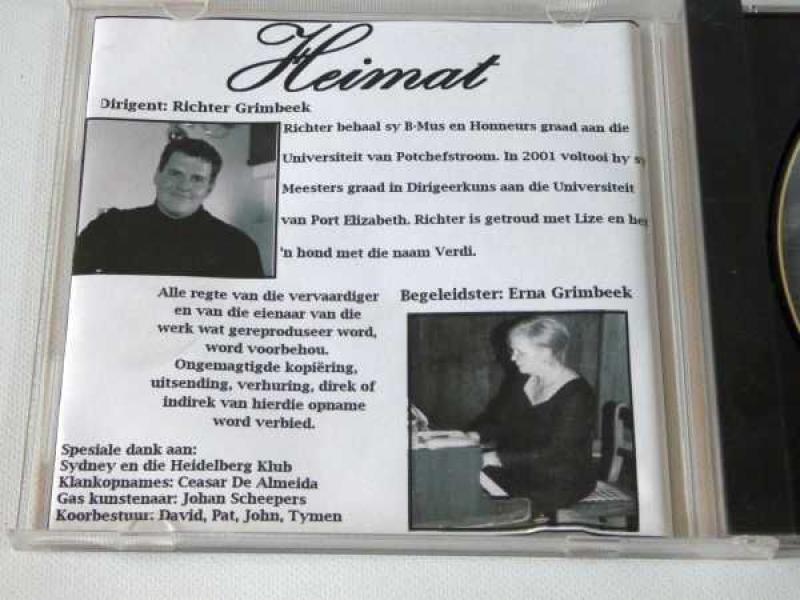 Heimat
Dirigent: Richter Grimbeek
Richter behaal sy B-Mus en Honneurs graad aan die
Universiteit van Potchefstroom. In 2001 voltooi hy
Meesters graad in Dirigeerkuns aan die Universiteit
van Port Elizabeth. Richter is getroud met Lize en
'n hond met die naam Verdi.
Alle regte van die vervaardiger
en van die eienaar van die
werk wat gereproduseer word,
word voorbehou.
Ongemagtigde kopiëring,
uitsending, verhuring, direk of
indirek van hierdie opname
word verbied.
Begeleidster: Erna Grimbeek
Spesiale dank aan:
Sydney en die Heidelberg Klub
Klankopnames: Ceasar De Almeida
Gas kunstenaar: Johan Scheepers
Koorbestuur: David, Pat, John, Tymen